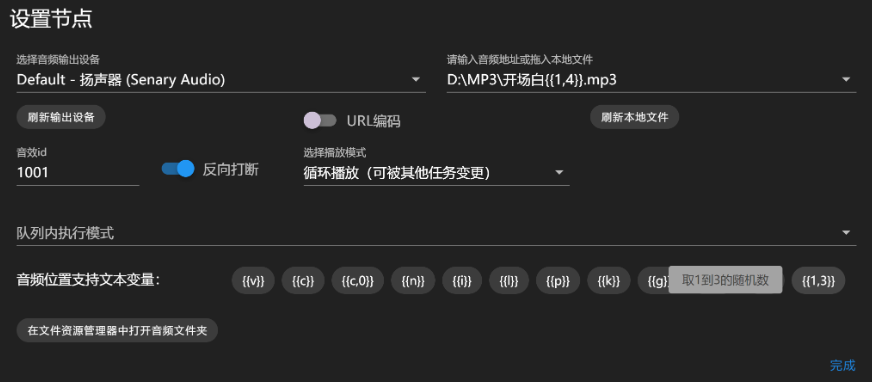 设置节点
选择音频输出设备
Default - 扬声器 (Senary Audio)
请输入音频地址或拖入本地文件
D:\MP3\开场白{{1,4}}.mp3
刷新输出设备
URL编码
刷新本地文件
音效id
1001
反向打断
选择播放模式
循环播放（可被其他任务变更）
队列内执行模式
音频位置支持文本变量：
{{v}} {{c}} {{c,0}} {{n}} {{i}} {{l}} {{p}} {{k}} {{g}} 取1到3的随机数 {{1,3}}
在文件资源管理器中打开音频文件夹
完成